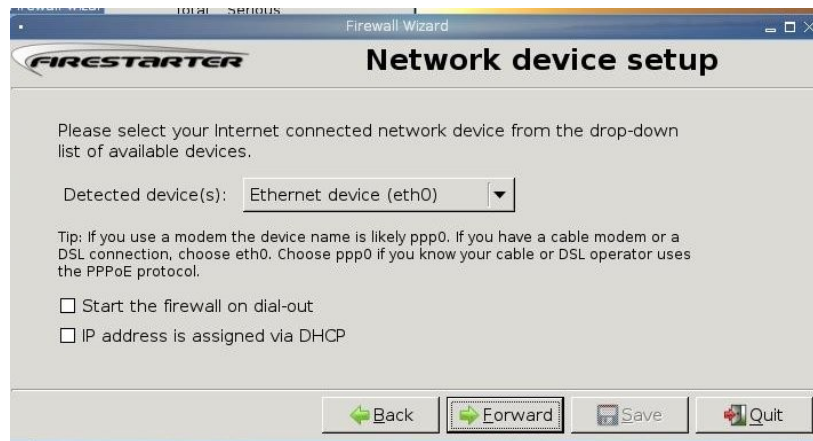 Total Serious
Firewall Wizard
FIRESTARTER
Network device setup
Please select your Internet connected network device from the drop-down
list of available devices.
Detected device(s): Ethernet device (eth0)
Tip: If you use a modem the device name is likely ppp0. If you have a cable modem or a
DSL connection, choose eth0. Choose ppp0 if you know your cable or DSL operator uses
the PPPoE protocol.
Start the firewall on dial-out
IP address is assigned via DHCP
Back Forward Save Quit